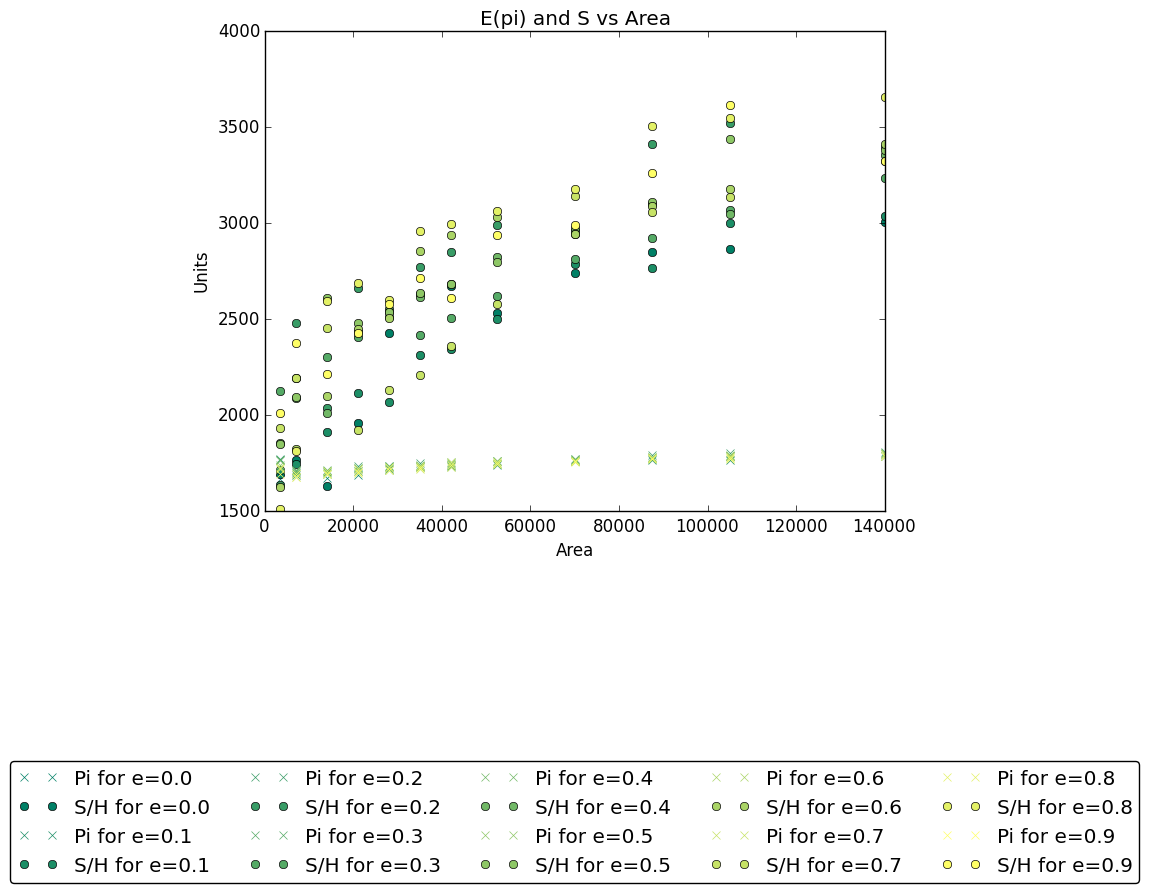 E(pi) and S vs Area
4000
3500
3000
2500
2000
1500
Units
0 20000 40000 60000 80000 100000 120000 140000
Area
Pi for e=0.0 Pi for e=0.2 Pi for e=0.4 Pi for e=0.6 Pi for e=0.8
S/H for e=0.0 S/H for e=0.2 S/H for e=0.4 S/H for e=0.6 S/H for e=0.8
Pi for e=0.1 Pi for e=0.3 Pi for e=0.5 Pi for e=0.7 Pi for e=0.9
S/H for e=0.1 S/H for e=0.3 S/H for e=0.5 S/H for e=0.7 S/H for e=0.9